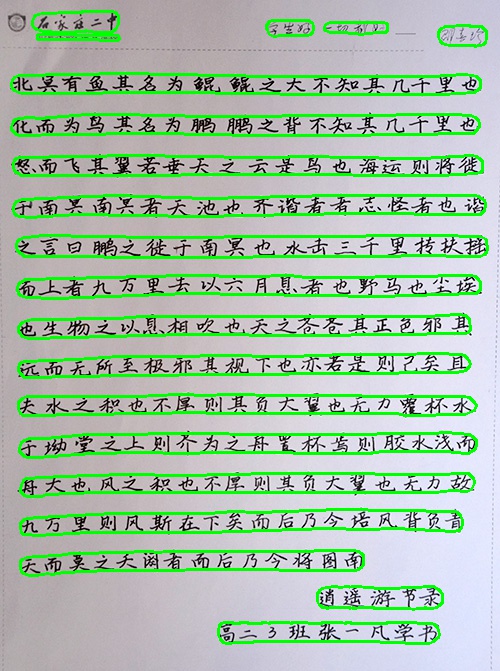 石家庄二中
北冥有鱼其名为鲲鲲之大不知其几千里也
化而为鸟其名为鹏鹏之背不知其几千里也
怒而飞其翼若垂天之云是鸟也海运则将徙
于南冥南冥者天池也齐谐者者志怪者也谐
之言曰鹏之徙于南冥也水击三千里抟扶摇
而上者九万里去以六月息者也野马也尘埃
也生物之以息相吹也天之苍苍其正色邪其
远而无所至极邪其视下也亦若是则已矣且
夫水之积也不厚则其负大翼也无力覆杯水
于坳堂之上则芥为之舟置杯焉则胶水浅而
舟大也风之积也不厚则其负大翼也无力故
九万里则风斯在下矣而后乃今培风背负青
天而莫之夭阏者而后乃今将图南
逍遥游节录
高二3班张一凡学书